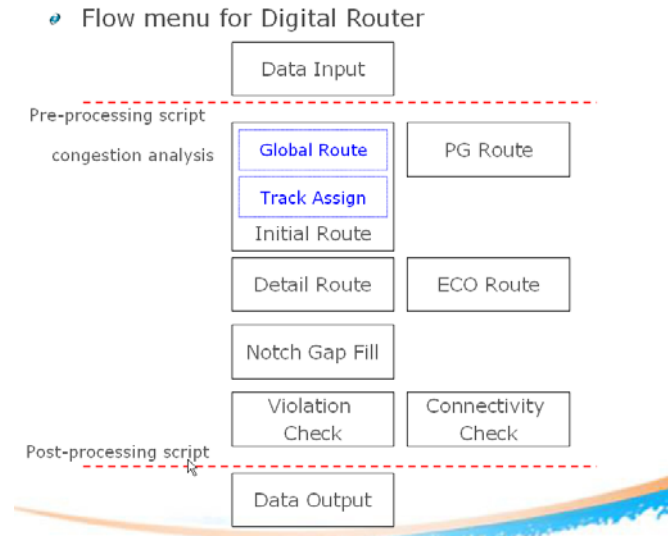 Flow menu for Digital Router
Data Input
Pre-processing script
congestion analysis
Global Route
PG Route
Track Assign
Initial Route
Detail Route
ECO Route
Notch Gap Fill
Violation
Check
Connectivity
Check
Post-processing script
Data Output